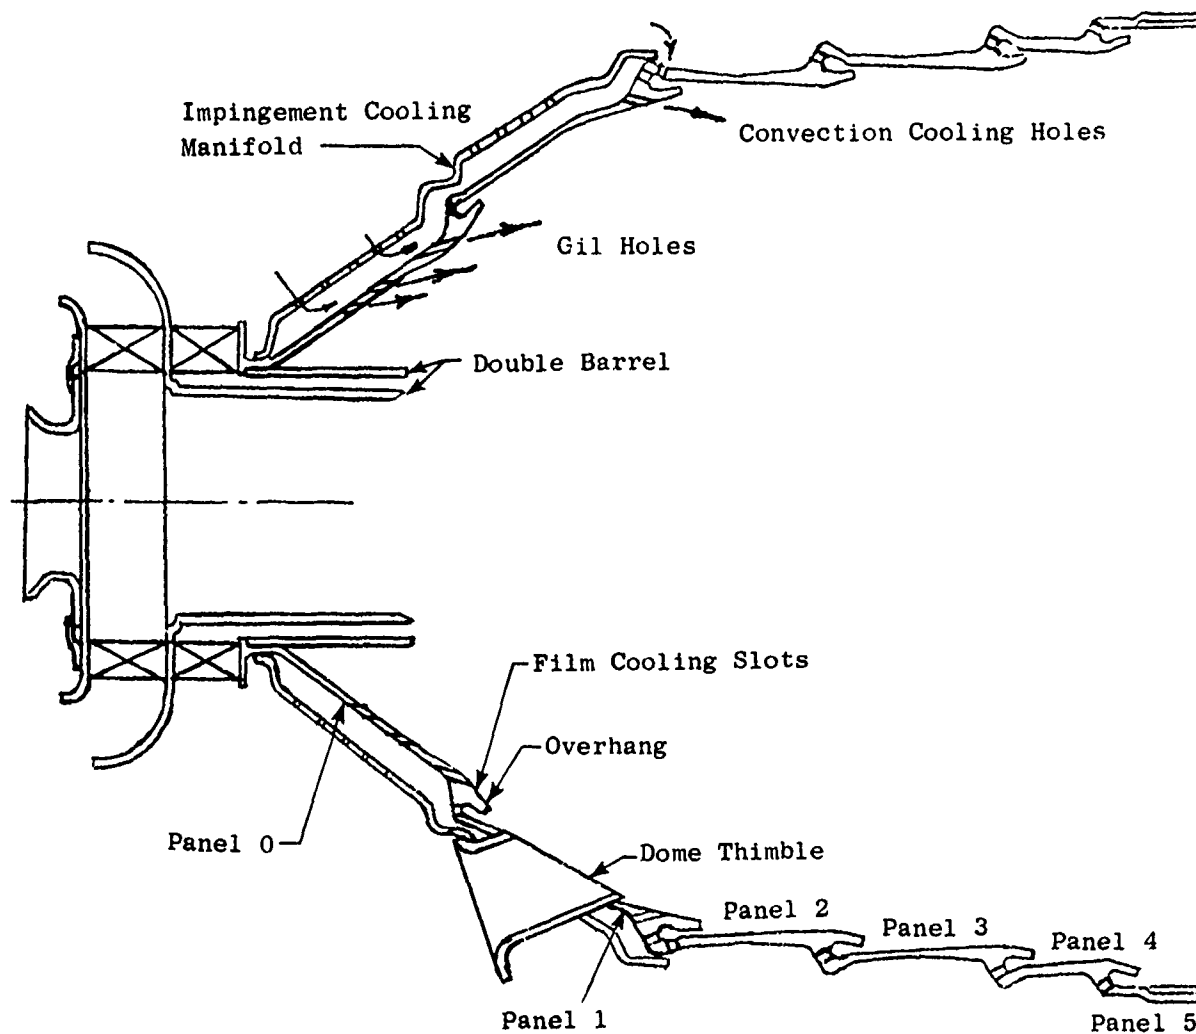 Impingement Cooling
Manifold
Convection Cooling Holes
Gil Holes
Double Barrel
Film Cooling Slots
Overhang
Panel 0
Dome Thimble
Panel 2
Panel 3
Panel 4
Panel 1
Panel 5